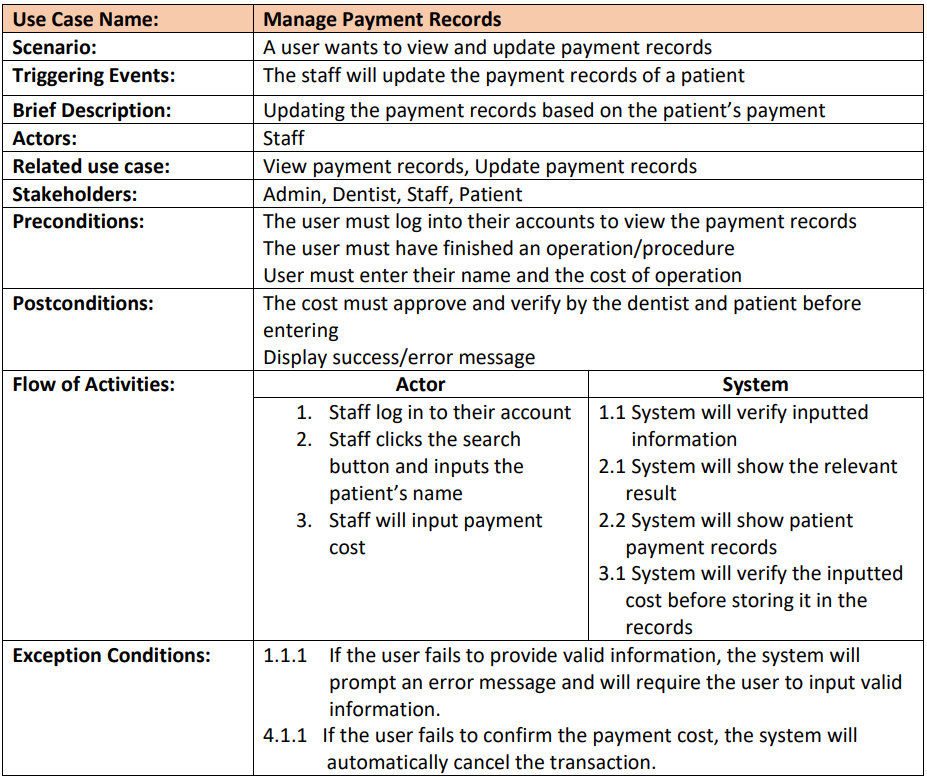 Use Case Name: Manage Payment Records
Scenario: A user wants to view and update payment records
Triggering Events: The staff will update the payment records of a patient
Brief Description: Updating the payment records based on the patient's payment
Actors: Staff
Related use case: View payment records, Update payment records
Stakeholders: Admin, Dentist, Staff, Patient
Preconditions: The user must log into their accounts to view the payment records
The user must have finished an operation/procedure
User must enter their name and the cost of operation
Postconditions: The cost must approve and verify by the dentist and patient before
entering
Display success/error message
Flow of Activities: Actor System
1. Staff log in to their account
2. Staff clicks the search
button and inputs the
patient's name
3. Staff will input payment
cost
1.1 System will verify inputted
information
2.1 System will show the relevant
result
2.2 System will show patient
payment records
3.1 System will verify the inputted
cost before storing it in the
records
Exception Conditions: 1.1.1 If the user fails to provide valid information, the system will
prompt an error message and will require the user to input valid
information.
4.1.1 If the user fails to confirm the payment cost, the system will
automatically cancel the transaction.